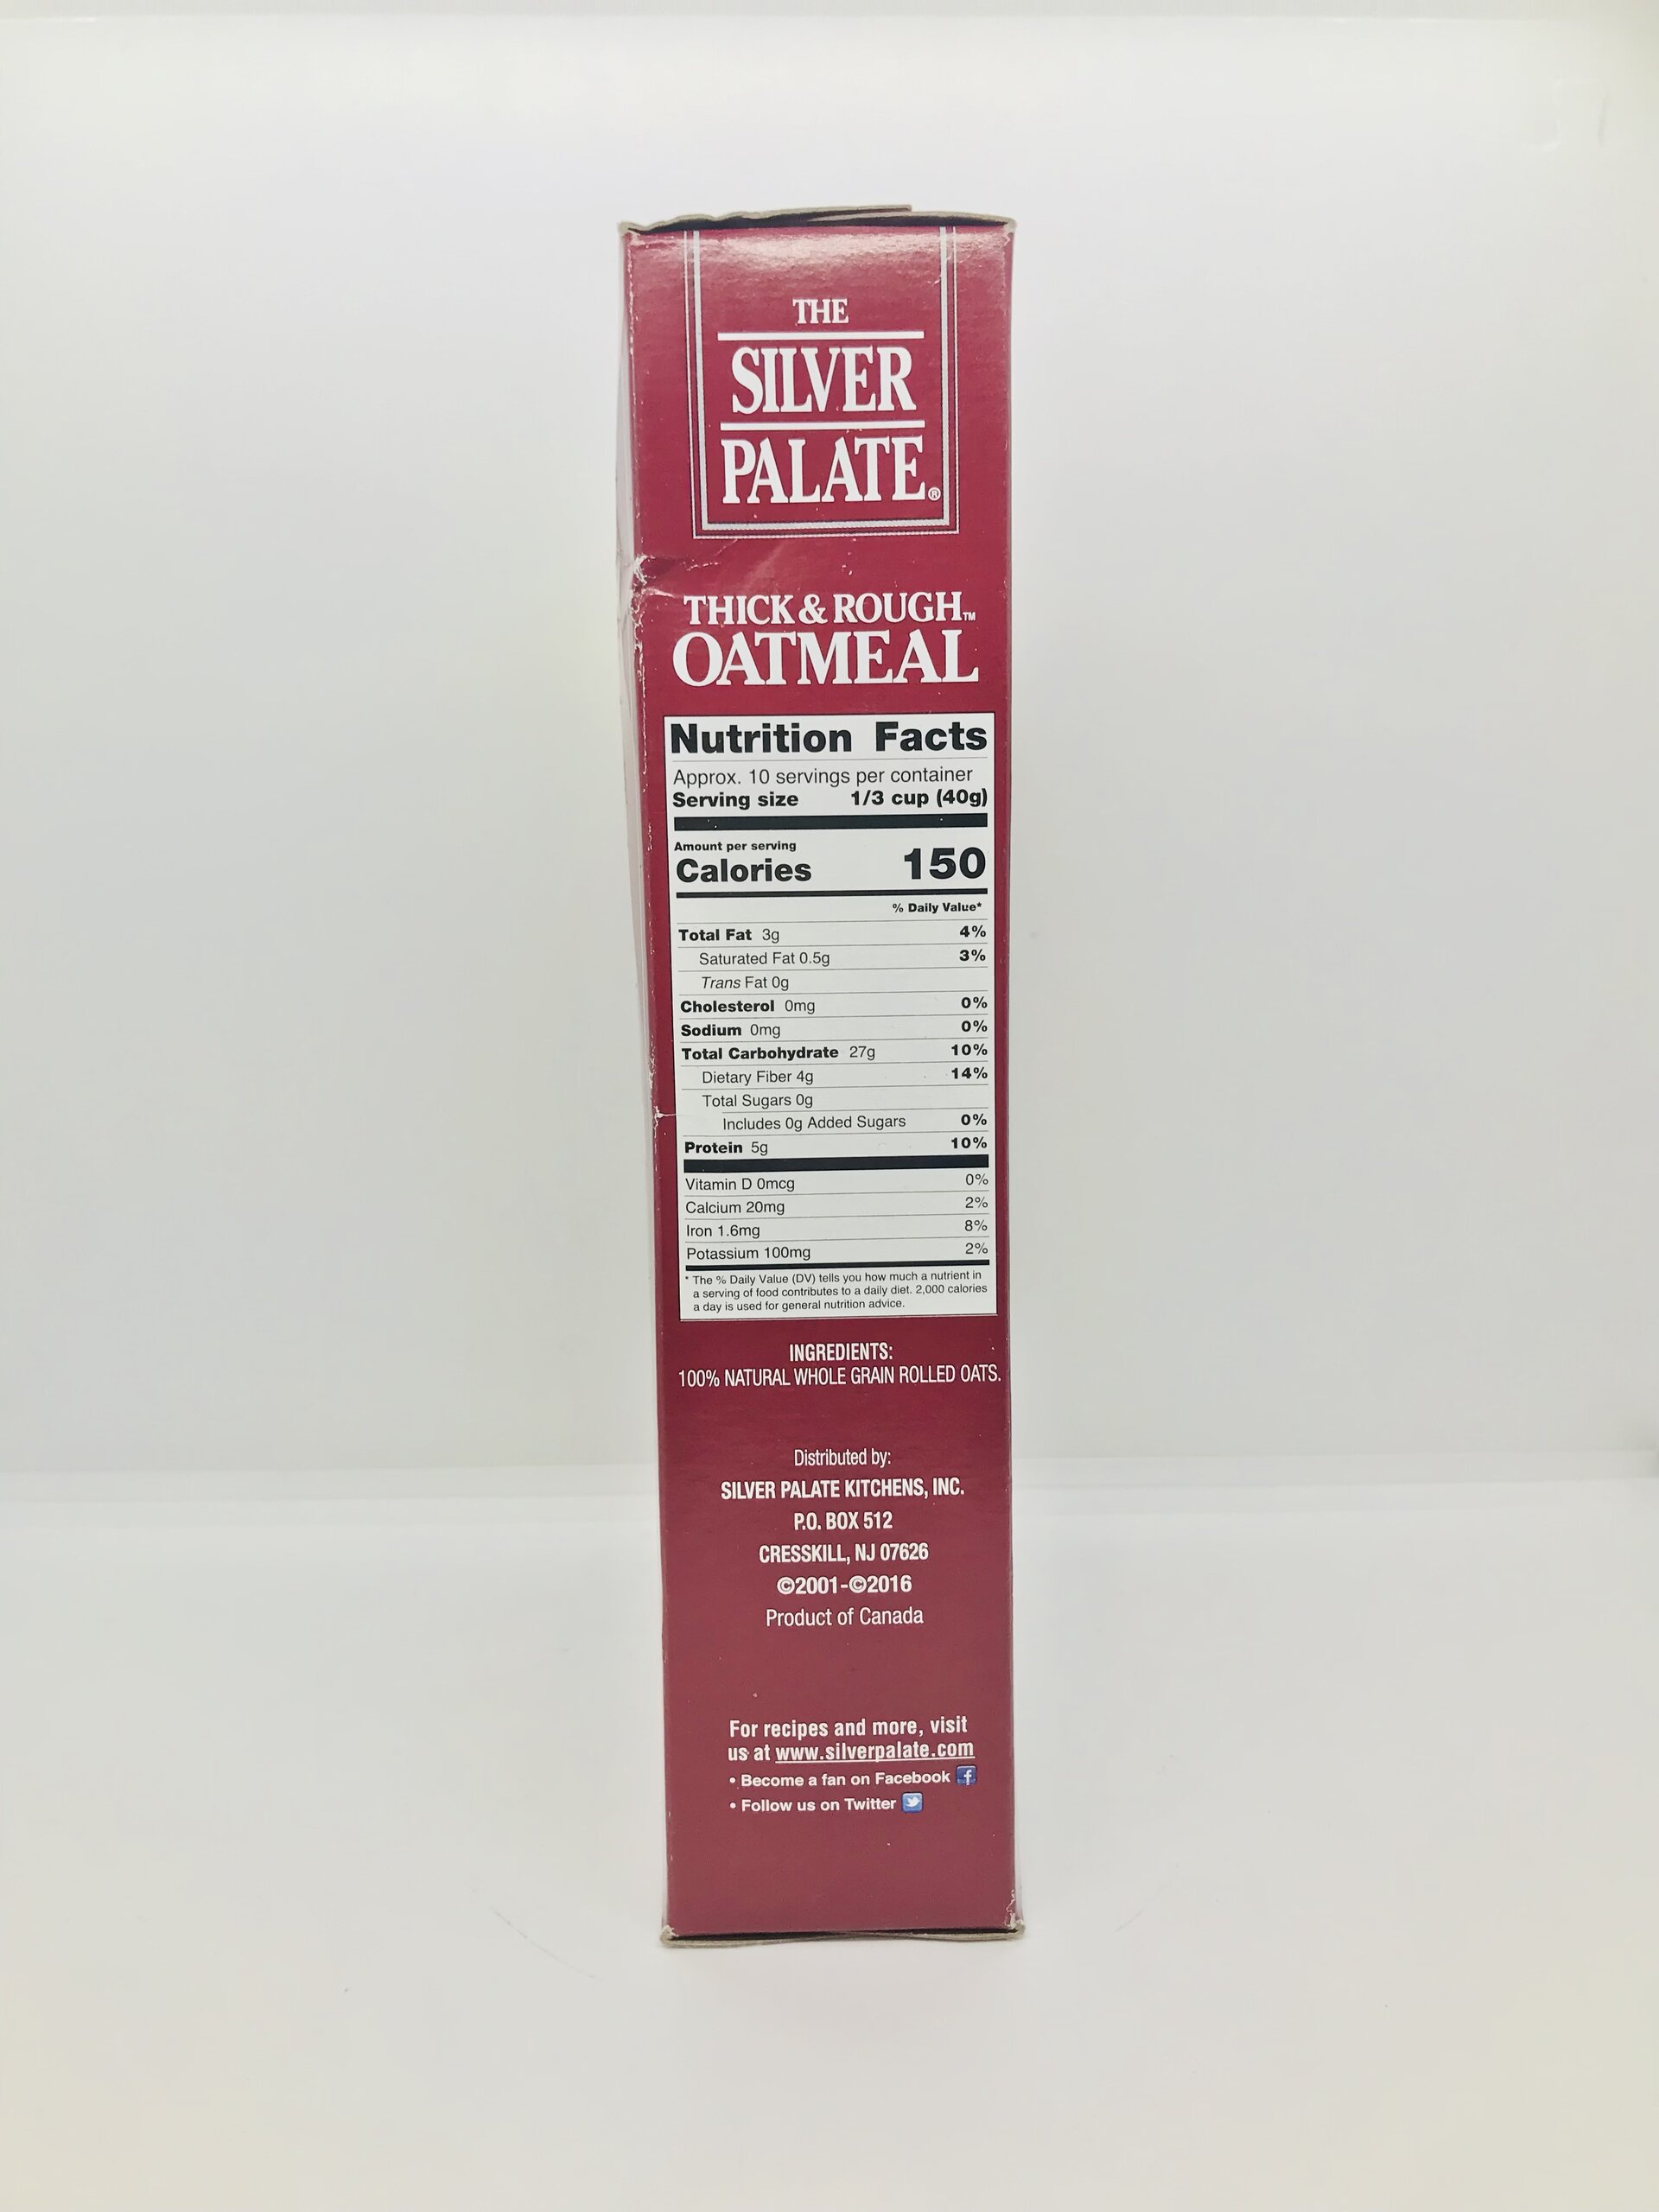 THE
SILVER
PALATE®
THICK & ROUGH™
OATMEAL
Nutrition Facts
Approx. 10 servings per container
Serving size 1/3 cup (40g)
Amount per serving
Calories 150
% Daily Value*
Total Fat 3g 4%
Saturated Fat 0.5g 3%
Trans Fat 0g
Cholesterol 0mg 0%
Sodium 0mg 0%
Total Carbohydrate 27g 10%
Dietary Fiber 4g 14%
Total Sugars 0g
Includes 0g Added Sugars 0%
Protein 5g 10%
Vitamin D 0mcg 0%
Calcium 20mg 2%
Iron 1.6mg 8%
Potassium 100mg 2%
* The % Daily Value (DV) tells you how much a nutrient in
a serving of food contributes to a daily diet. 2,000 calories
a day is used for general nutrition advice.
INGREDIENTS:
100% NATURAL WHOLE GRAIN ROLLED OATS.
Distributed by:
SILVER PALATE KITCHENS, INC.
P.O. BOX 512
CRESSKILL, NJ 07626
©2001-©2016
Product of Canada
For recipes and more, visit
us at www.silverpalate.com
• Become a fan on Facebook f
• Follow us on Twitter